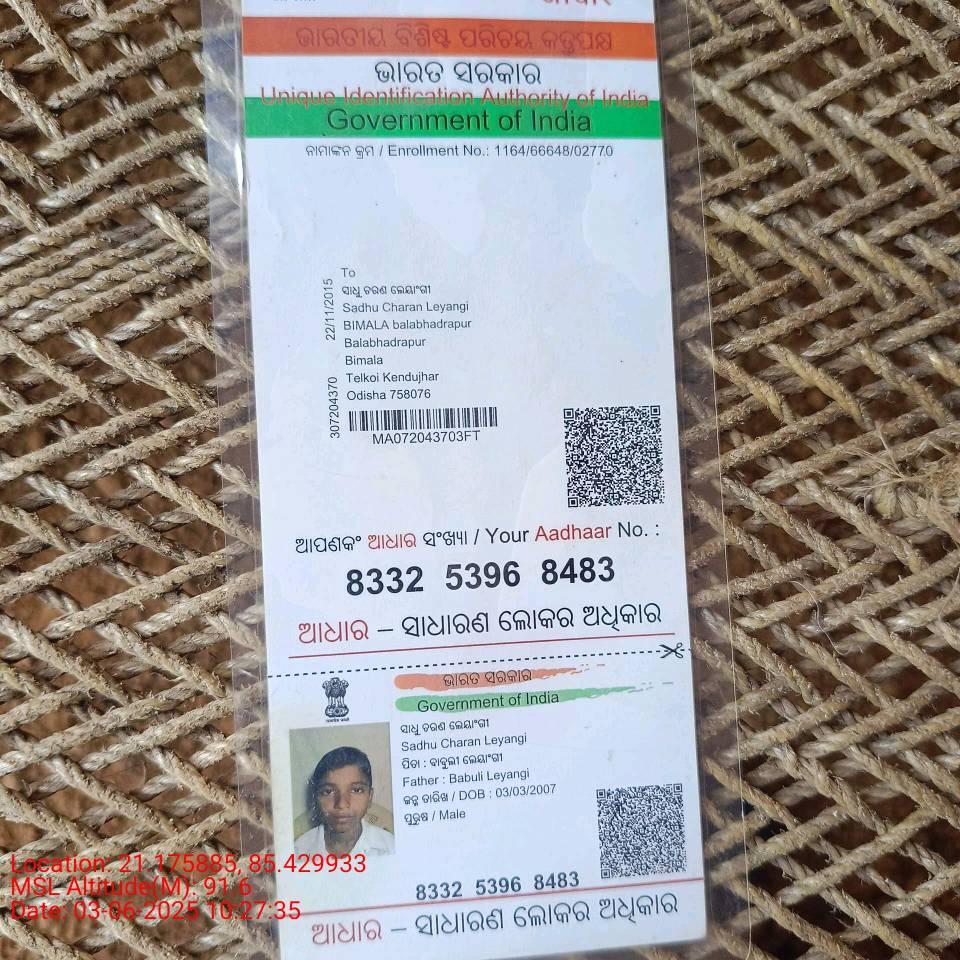 ଭାରତୀୟ ବିଶିଷ୍ଟ ପରିଚୟ କର୍ତ୍ତୃପକ୍ଷ
ଭାରତ ସରକାର
Unique Identification Authority of India
Government of India
ନାମାଙ୍କନ କ୍ରମ / Enrollment No.: 1164/66648/02770
To
ସାଧୁ ଚରଣ ଲେୟାଂଗୀ
Sadhu Charan Leyangi
BIMALA balabhadrapur
Balabhadrapur
Bimala
Telkoi Kendujhar
Odisha 758076
22/11/2015
307204370
MA072043703FT
ଆପଣଙ୍କ ଆଧାର ସଂଖ୍ୟା / Your Aadhaar No. :
8332 5396 8483
ଆଧାର – ସାଧାରଣ ଲୋକର ଅଧିକାର
ଭାରତ ସରକାର
Government of India
ସାଧୁ ଚରଣ ଲେୟାଂଗୀ
Sadhu Charan Leyangi
ପିତା : ବାବୁଲୀ ଲେୟାଂଗୀ
Father : Babuli Leyangi
ଜନ୍ମ ତାରିଖ / DOB : 03/03/2007
ପୁରୁଷ / Male
8332 5396 8483
ଆଧାର – ସାଧାରଣ ଲୋକର ଅଧିକାର
Location: 21.175885, 85.429933
MSL Altitude(M): 91.6
Date: 03-06-2025 10:27:35